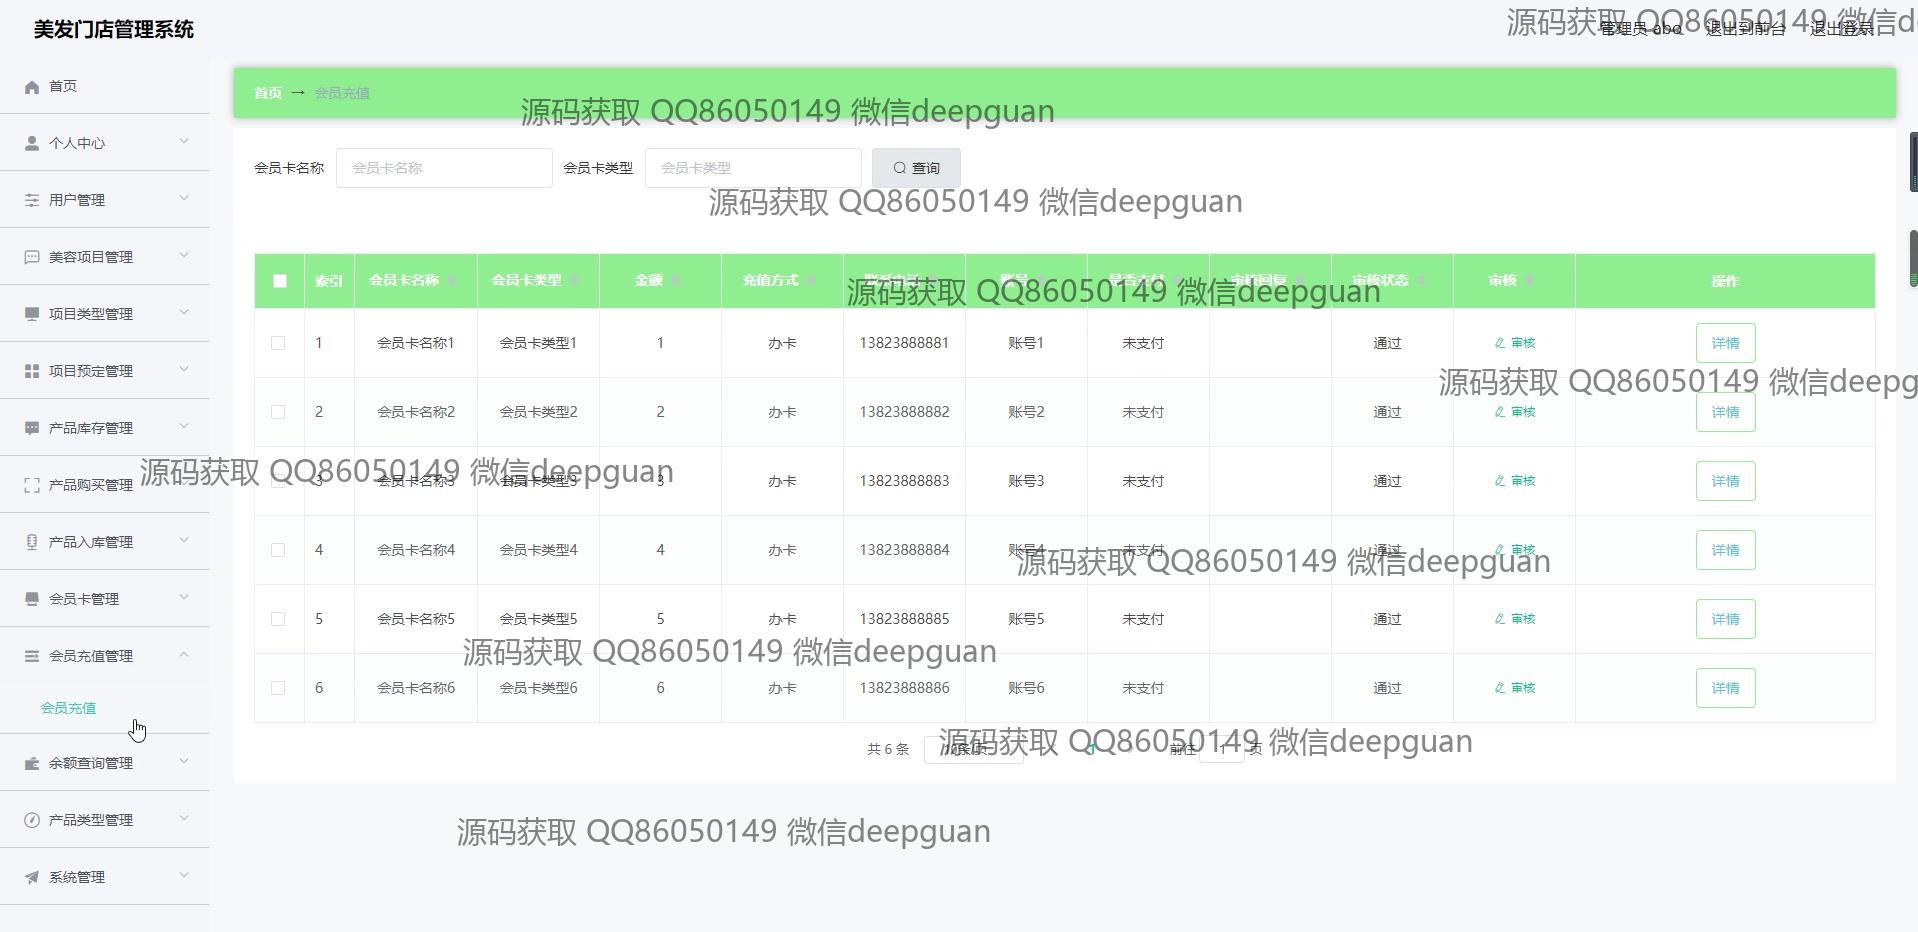 美发门店管理系统
管理员 abo 退出到前台 退出登录
源码获取 QQ86050149 微信d
首页
个人中心
用户管理
美容项目管理
项目类型管理
项目预定管理
产品库存管理
产品购买管理
产品入库管理
会员卡管理
会员充值管理
会员充值
余额查询管理
产品类型管理
系统管理
首页 → 会员充值
源码获取 QQ86050149 微信deepguan
会员卡名称 会员卡名称 会员卡类型 会员卡类型 查询
源码获取 QQ86050149 微信deepguan
索引 会员卡名称 会员卡类型 金额 充值方式 联系电话 账号 是否支付 审核回复 审核状态 审核 操作
源码获取 QQ86050149 微信deepguan
1 会员卡名称1 会员卡类型1 1 办卡 13823888881 账号1 未支付 通过 审核 详情
源码获取 QQ86050149 微信deepg
2 会员卡名称2 会员卡类型2 2 办卡 13823888882 账号2 未支付 通过 审核 详情
源码获取 QQ86050149 微信deepguan
3 会员卡名称3 会员卡类型3 3 办卡 13823888883 账号3 未支付 通过 审核 详情
4 会员卡名称4 会员卡类型4 4 办卡 13823888884 账号4 未支付 通过 审核 详情
源码获取 QQ86050149 微信deepguan
5 会员卡名称5 会员卡类型5 5 办卡 13823888885 账号5 未支付 通过 审核 详情
源码获取 QQ86050149 微信deepguan
6 会员卡名称6 会员卡类型6 6 办卡 13823888886 账号6 未支付 通过 审核 详情
共 6 条 10条/页 1 前往 1 页
源码获取 QQ86050149 微信deepguan
源码获取 QQ86050149 微信deepguan